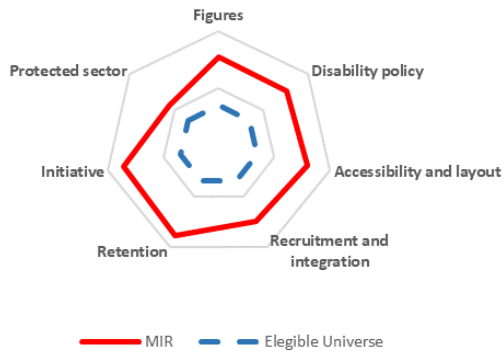 Figures
Protected sector
Disability policy
Initiative
Accessibility and layout
Retention
Recruitment and
integration
MIR
Elegible Universe